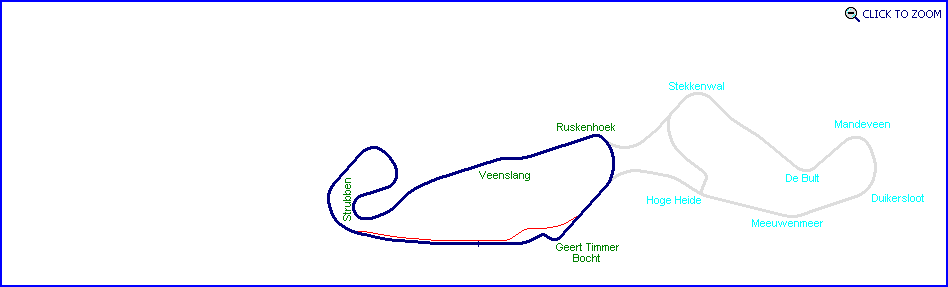 CLICK TO ZOOM
Stekkenwal
Ruskenhoek
Mandeveen
Veenslang
De Bult
Strubben
Hoge Heide
Duikersloot
Meeuwenmeer
Geert Timmer
Bocht